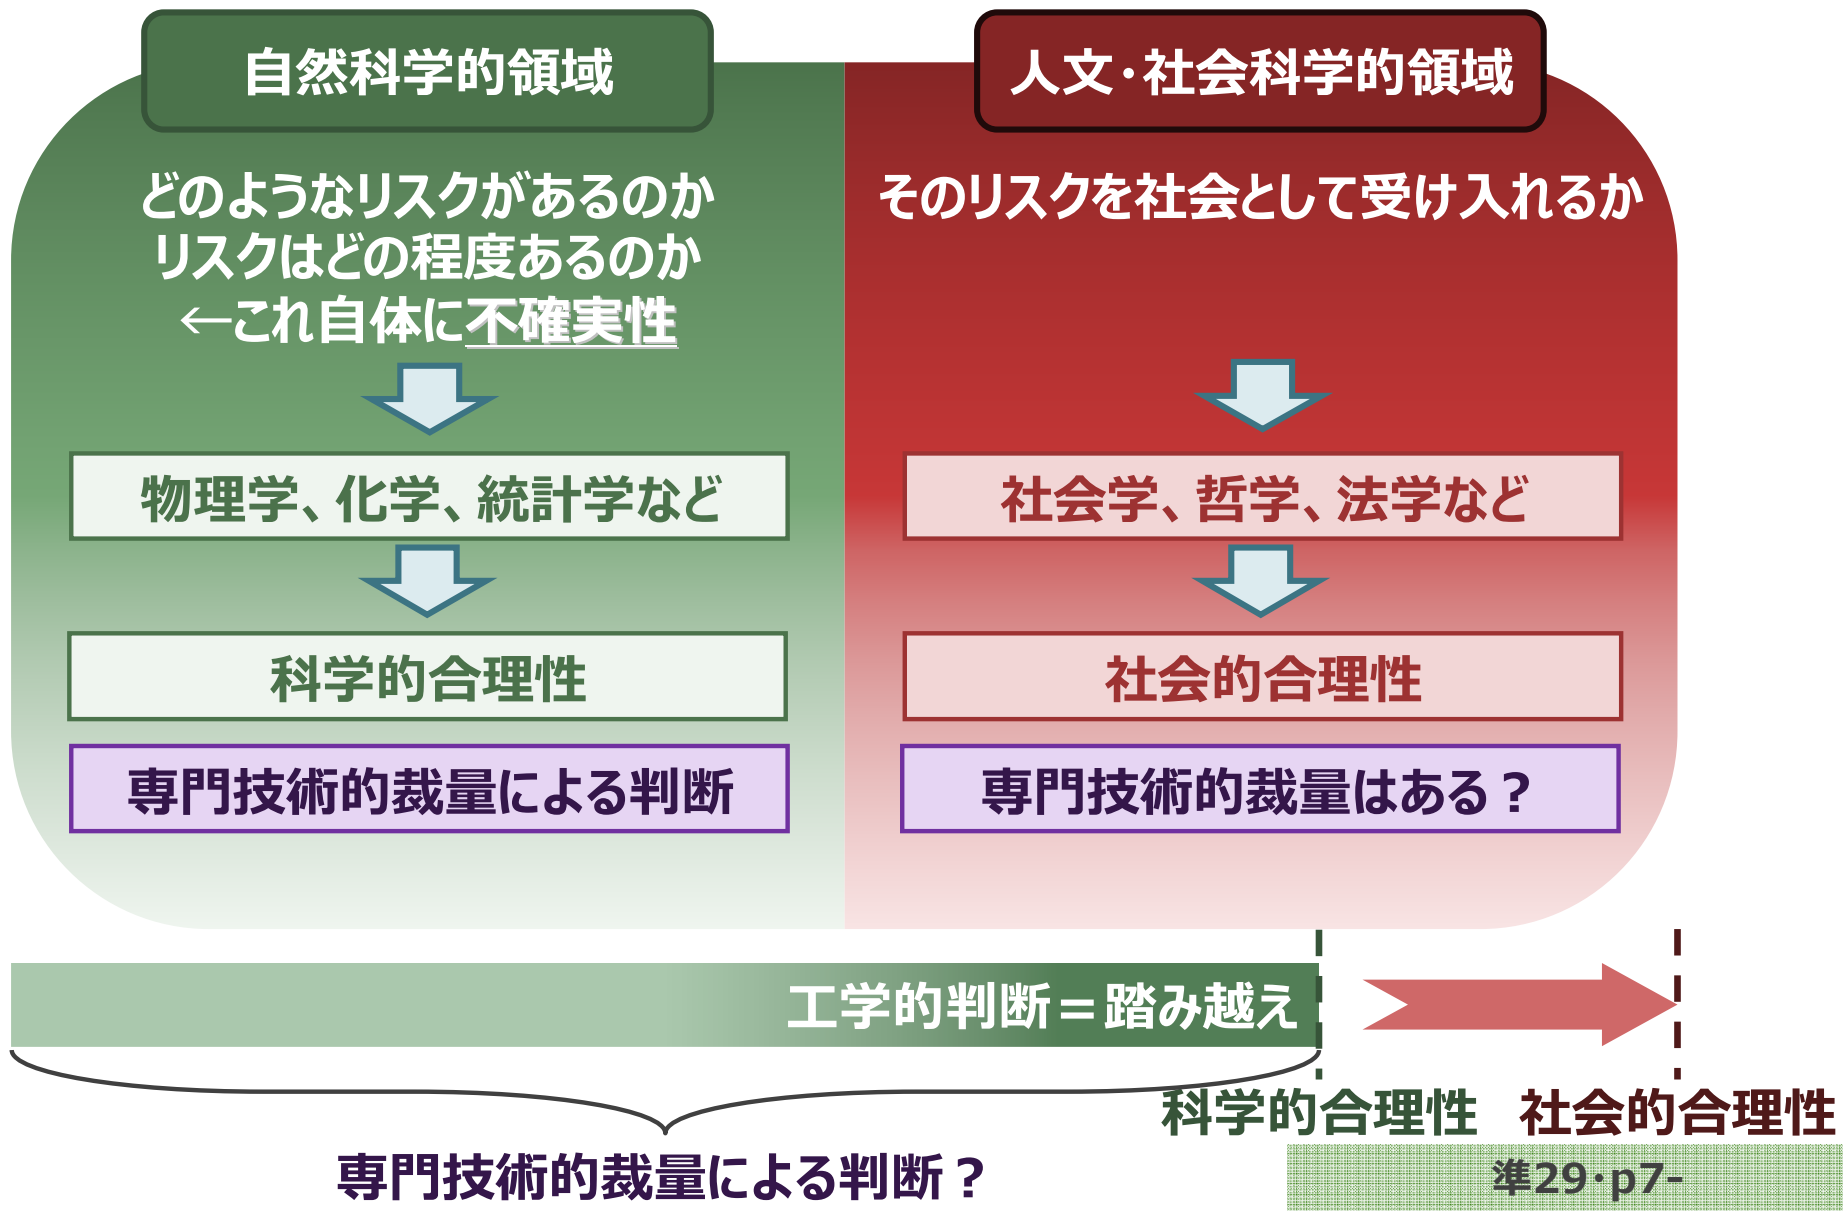 自然科学的領域
どのようなリスクがあるのか
リスクはどの程度あるのか
←これ自体に不確実性
物理学、化学、統計学など
科学的合理性
専門技術的裁量による判断
人文・社会科学的領域
そのリスクを社会として受け入れるか
社会学、哲学、法学など
社会的合理性
専門技術的裁量はある？
工学的判断＝踏み越え
科学的合理性
社会的合理性
専門技術的裁量による判断？
準29・p7-